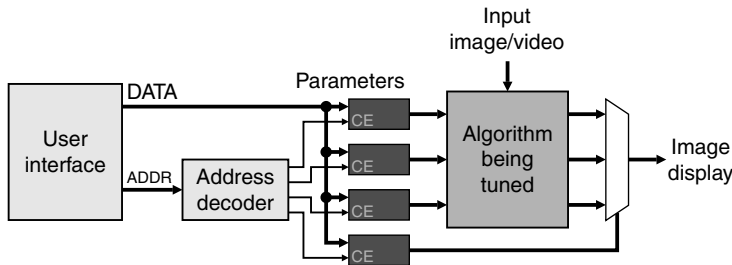 Input
image/video
Parameters
DATA
User
interface
ADDR
Address
decoder
CE
CE
CE
CE
Algorithm
being
tuned
Image
display